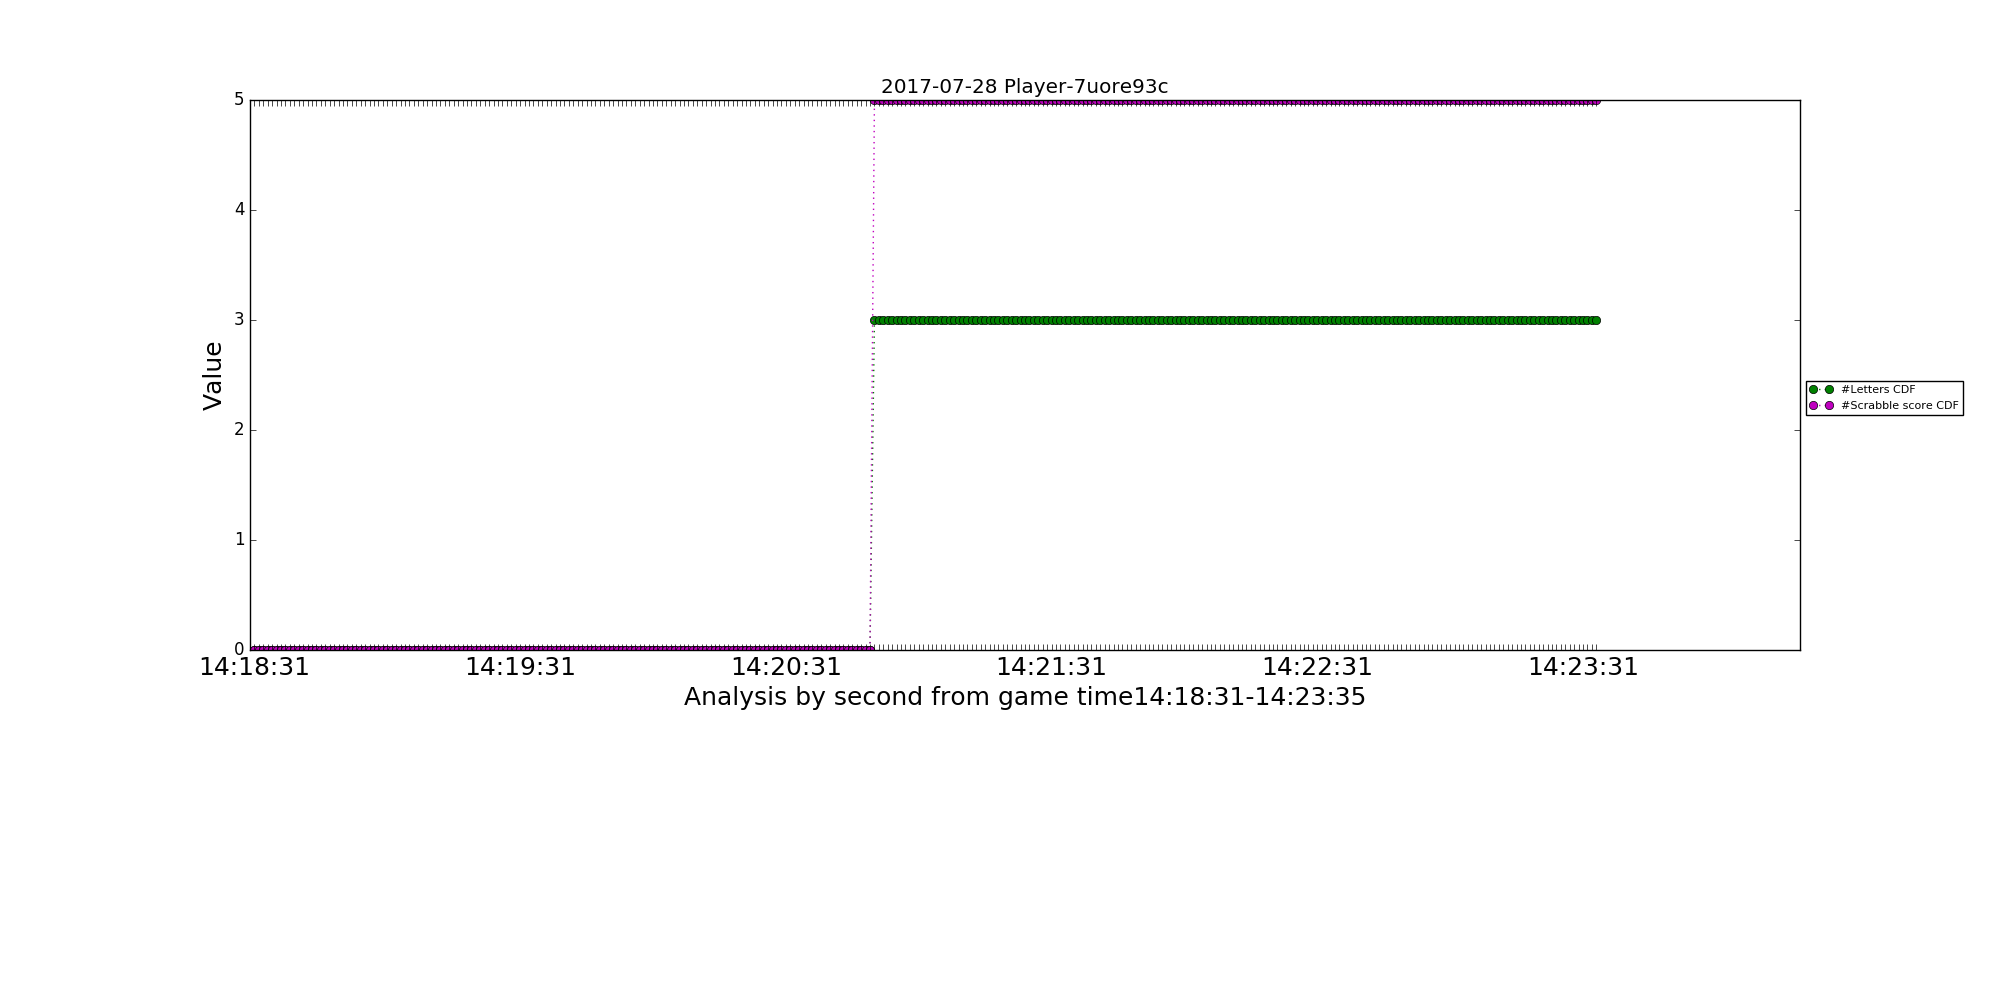 2017-07-28 Player-7uore93c
5
4
3
2
1
0
Value
14:18:31 14:19:31 14:20:31 14:21:31 14:22:31 14:23:31
Analysis by second from game time14:18:31-14:23:35
#Letters CDF
#Scrabble score CDF